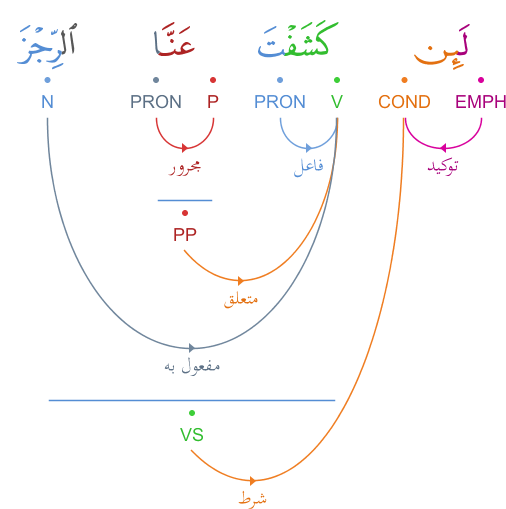 لَئِن كَشَفْتَ عَنَّا ٱلرِّجْزَ
EMPH COND V PRON P PRON N
توكيد فاعل مجرور
PP
متعلق
مفعول به
VS
شرط